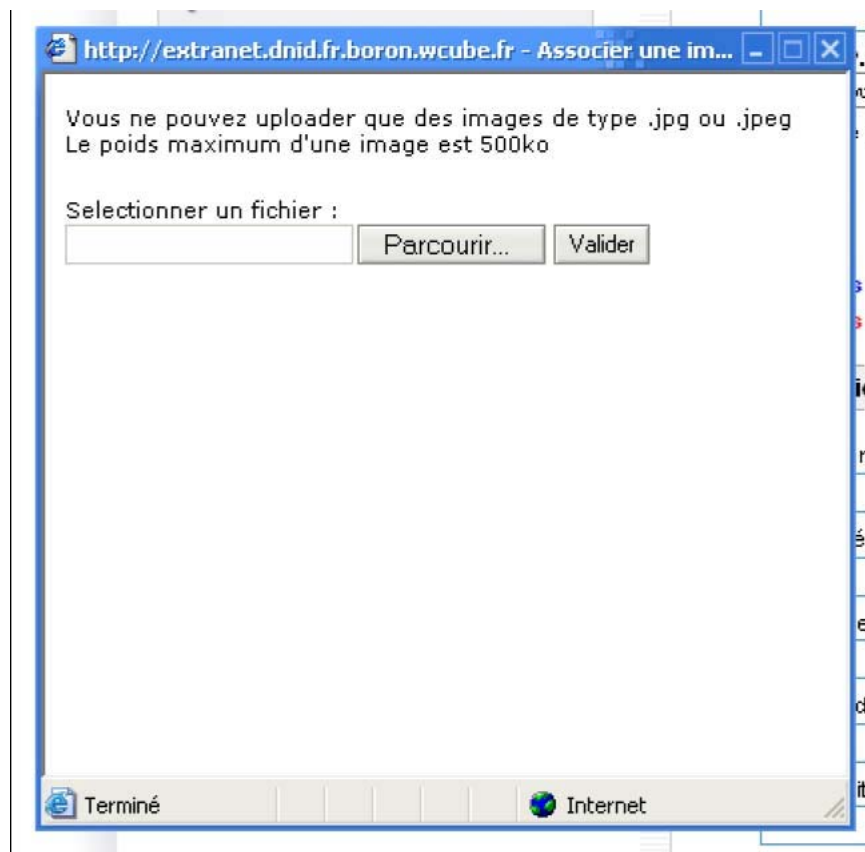 http://extranet.dnid.fr.boron.wcube.fr - Associer une im...
Vous ne pouvez uploader que des images de type .jpg ou .jpeg
Le poids maximum d'une image est 500ko
Selectionner un fichier :
Parcourir... Valider
Terminé Internet